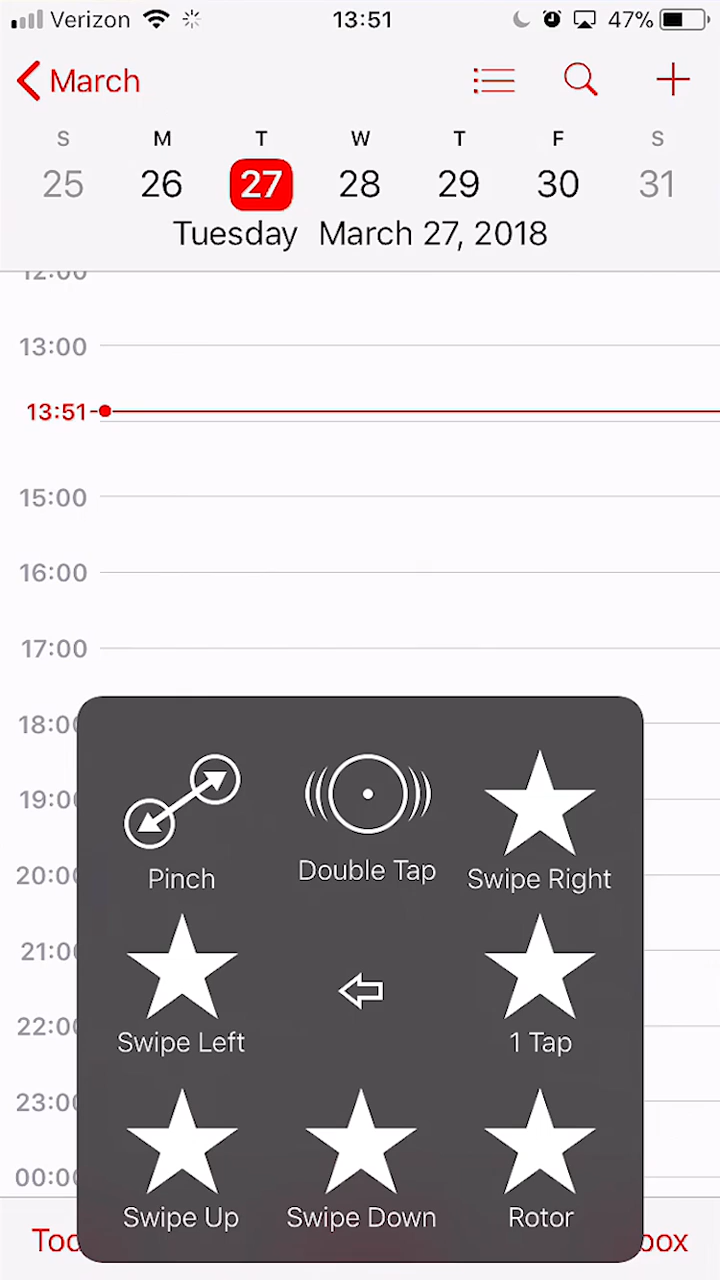 Verizon 13:51 47%
March
S M T W T F S
25 26 27 28 29 30 31
Tuesday March 27, 2018
12:00
13:00
13:51
15:00
16:00
17:00
18:00
19:00
20:00
21:00
22:00
23:00
00:00
Pinch Double Tap Swipe Right
Swipe Left 1 Tap
Swipe Up Swipe Down Rotor